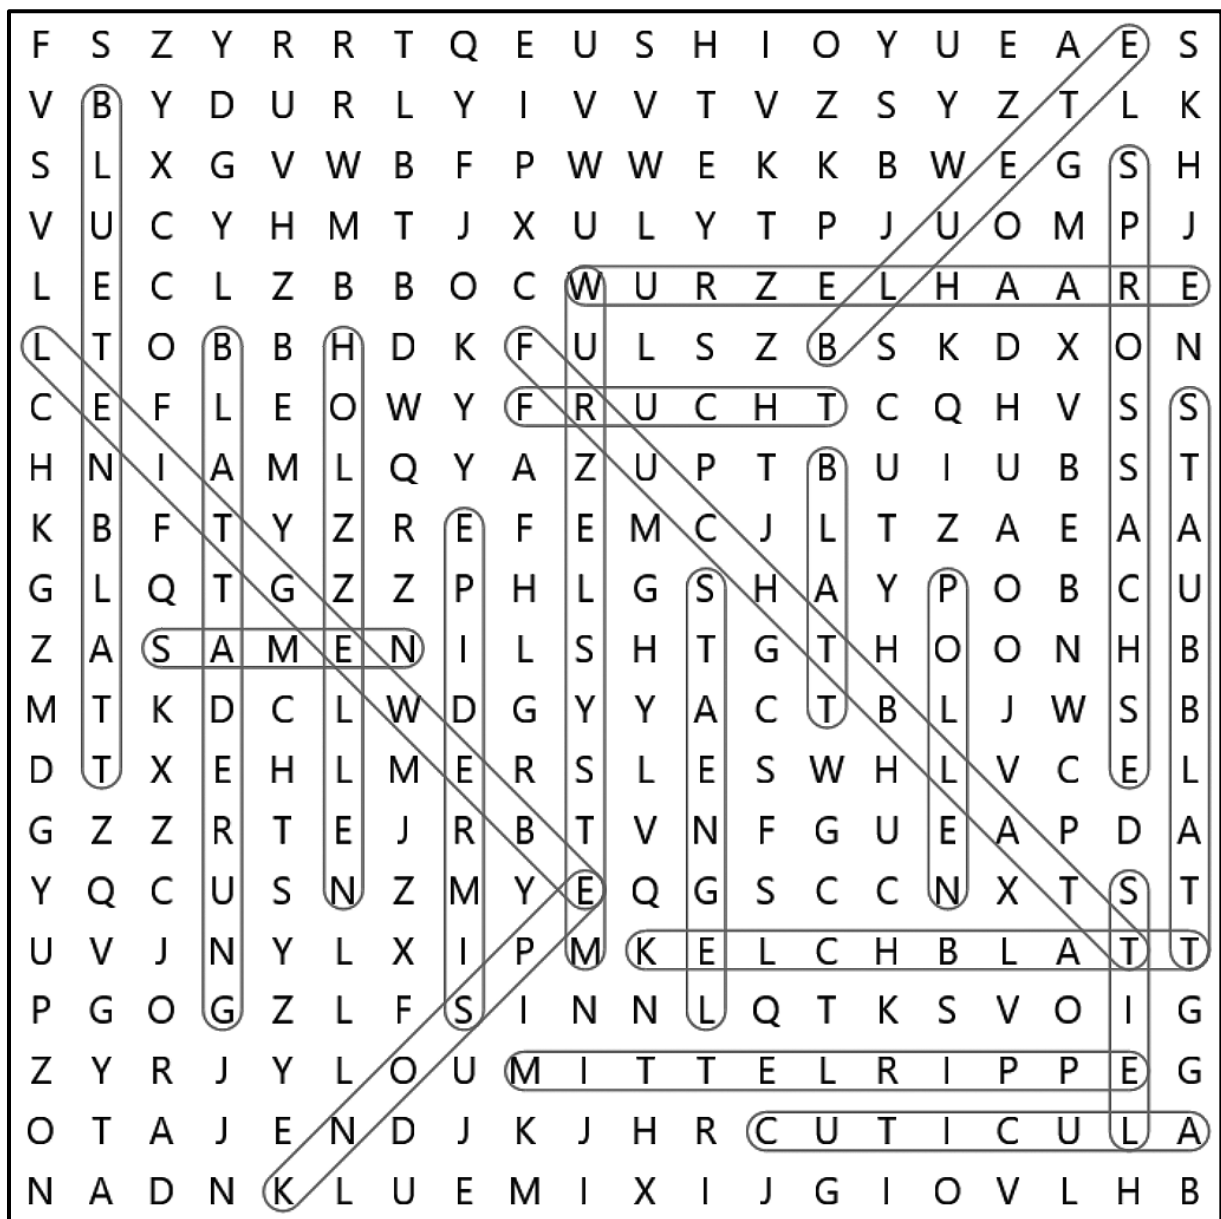 F S Z Y R R T Q E U S H I O Y U E A E S
V B Y D U R L Y I V V T V Z S Y Z T L K
S L X G V W B F P W W E K K B W E G S H
V U C Y H M T J X U L Y T P J U O M P J
L E C L Z B B O C W U R Z E L H A A R E
L T O B B H D K F U L S Z B S K D X O N
C E F L E O W Y F R U C H T C Q H V S S
H N I A M L Q Y A Z U P T B U I U B S T
K B F T Y Z R E F E M C J L T Z A E A A
G L Q T G Z Z P H L G S H A Y P O B C U
Z A S A M E N I L S H T G T H O O N H B
M T K D C L W D G Y Y A C T B L J W S B
D T X E H L M E R S L E S W H L V C E L
G Z Z R T E J R B T V N F G U E A P D A
Y Q C U S N Z M Y E Q G S C C N X T S T
U V J N Y L X I P M K E L C H B L A T T
P G O G Z L F S I N N L Q T K S V O I G
Z Y R J Y L O U M I T T E L R I P P E G
O T A J E N D J K J H R C U T I C U L A
N A D N K L U E M I X I J G I O V L H B